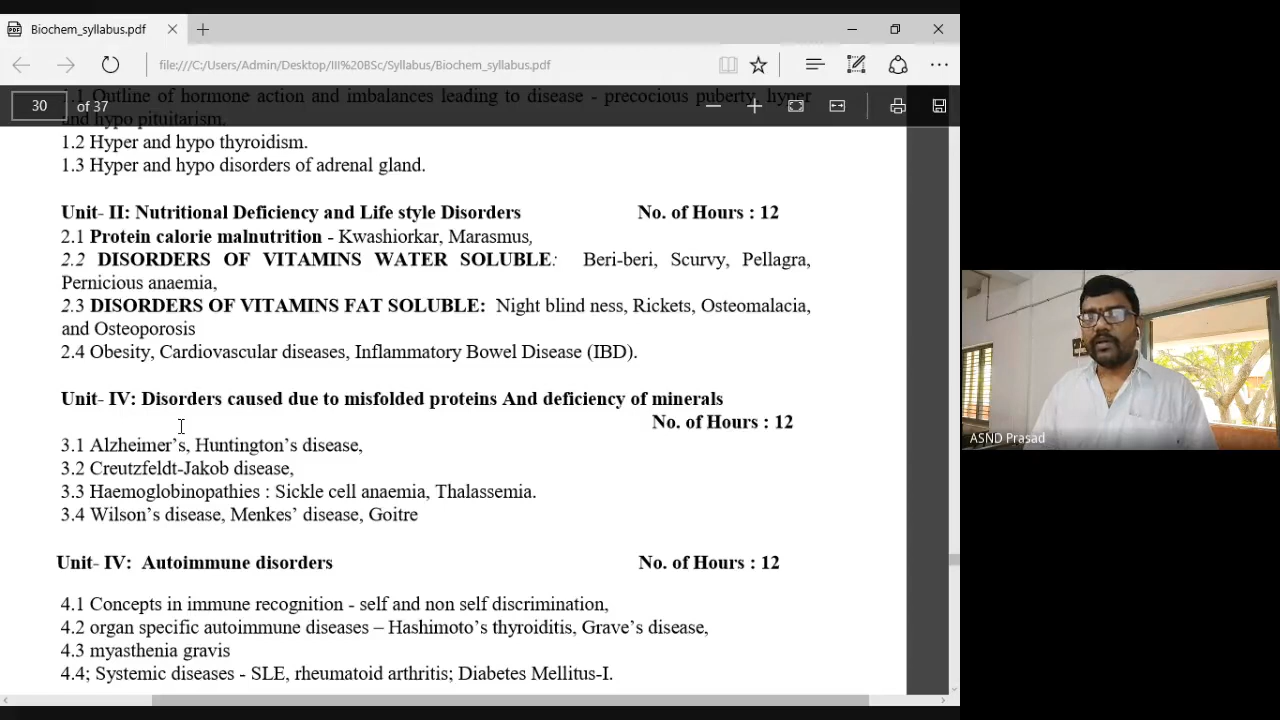 Biochem_syllabus.pdf
file:///C:/Users/Admin/Desktop/III%20BSc/Syllabus/Biochem_syllabus.pdf
1.1 Outline of hormone action and imbalances leading to disease - precocious puberty, hyper
30 of 37
and hypo pituitarism.
1.2 Hyper and hypo thyroidism.
1.3 Hyper and hypo disorders of adrenal gland.
Unit- II: Nutritional Deficiency and Life style Disorders No. of Hours : 12
2.1 Protein calorie malnutrition - Kwashiorkar, Marasmus,
2.2 DISORDERS OF VITAMINS WATER SOLUBLE: Beri-beri, Scurvy, Pellagra,
Pernicious anaemia,
2.3 DISORDERS OF VITAMINS FAT SOLUBLE: Night blind ness, Rickets, Osteomalacia,
and Osteoporosis
2.4 Obesity, Cardiovascular diseases, Inflammatory Bowel Disease (IBD).
Unit- IV: Disorders caused due to misfolded proteins And deficiency of minerals
No. of Hours : 12
3.1 Alzheimer's, Huntington's disease,
3.2 Creutzfeldt-Jakob disease,
3.3 Haemoglobinopathies : Sickle cell anaemia, Thalassemia.
3.4 Wilson's disease, Menkes' disease, Goitre
Unit- IV: Autoimmune disorders No. of Hours : 12
4.1 Concepts in immune recognition - self and non self discrimination,
4.2 organ specific autoimmune diseases – Hashimoto's thyroiditis, Grave's disease,
4.3 myasthenia gravis
4.4; Systemic diseases - SLE, rheumatoid arthritis; Diabetes Mellitus-I.
ASND Prasad